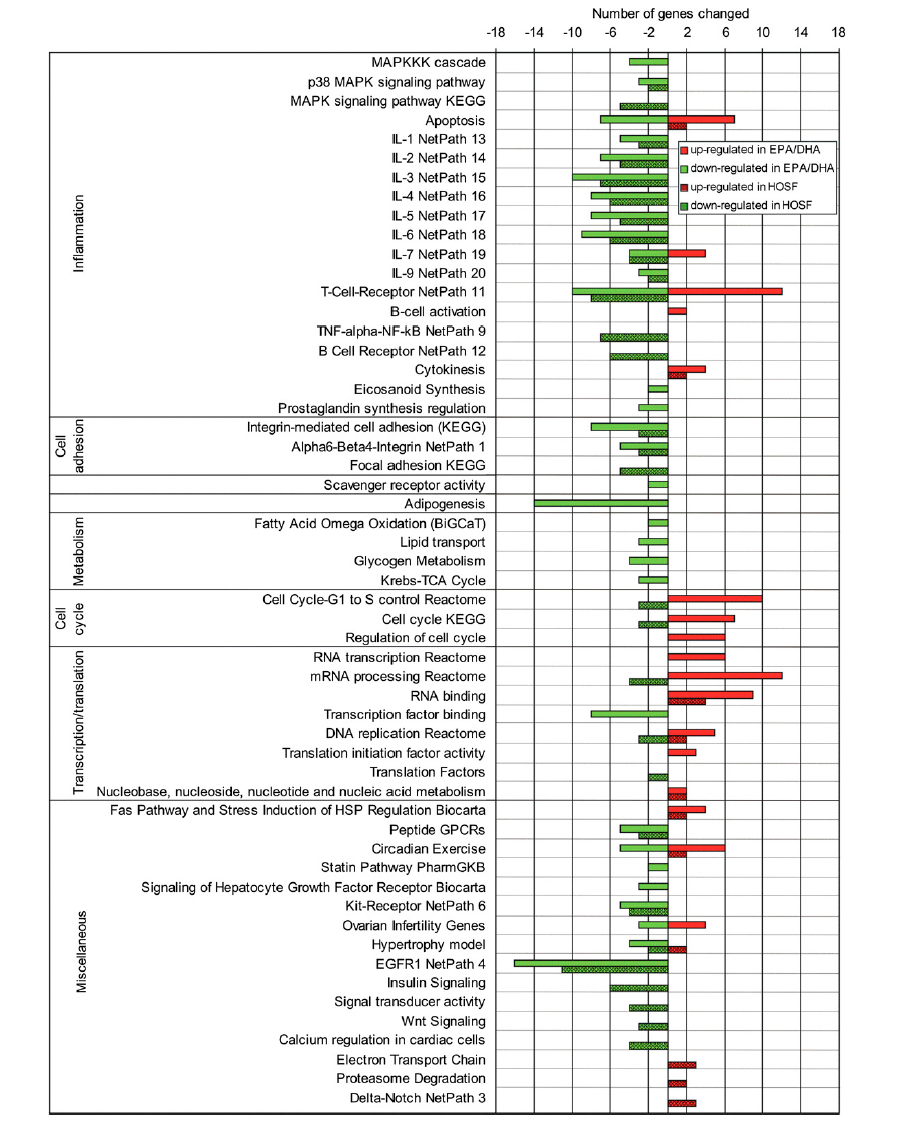 Number of genes changed
-18 -14 -10 -6 -2 2 6 10 14 18
Inflammation
MAPKKK cascade
p38 MAPK signaling pathway
MAPK signaling pathway KEGG
Apoptosis
IL-1 NetPath 13
IL-2 NetPath 14
IL-3 NetPath 15
IL-4 NetPath 16
IL-5 NetPath 17
IL-6 NetPath 18
IL-7 NetPath 19
IL-9 NetPath 20
T-Cell-Receptor NetPath 11
B-cell activation
TNF-alpha-NF-kB NetPath 9
B Cell Receptor NetPath 12
Cytokinesis
Eicosanoid Synthesis
Prostaglandin synthesis regulation
up-regulated in EPA/DHA
down-regulated in EPA/DHA
up-regulated in HOSF
down-regulated in HOSF
Cell
adhesion
Integrin-mediated cell adhesion (KEGG)
Alpha6-Beta4-Integrin NetPath 1
Focal adhesion KEGG
Scavenger receptor activity
Adipogenesis
Metabolism
Fatty Acid Omega Oxidation (BiGCaT)
Lipid transport
Glycogen Metabolism
Krebs-TCA Cycle
Cell
cycle
Cell Cycle-G1 to S control Reactome
Cell cycle KEGG
Regulation of cell cycle
Transcription/translation
RNA transcription Reactome
mRNA processing Reactome
RNA binding
Transcription factor binding
DNA replication Reactome
Translation initiation factor activity
Translation Factors
Nucleobase, nucleoside, nucleotide and nucleic acid metabolism
Miscellaneous
Fas Pathway and Stress Induction of HSP Regulation Biocarta
Peptide GPCRs
Circadian Exercise
Statin Pathway PharmGKB
Signaling of Hepatocyte Growth Factor Receptor Biocarta
Kit-Receptor NetPath 6
Ovarian Infertility Genes
Hypertrophy model
EGFR1 NetPath 4
Insulin Signaling
Signal transducer activity
Wnt Signaling
Calcium regulation in cardiac cells
Electron Transport Chain
Proteasome Degradation
Delta-Notch NetPath 3